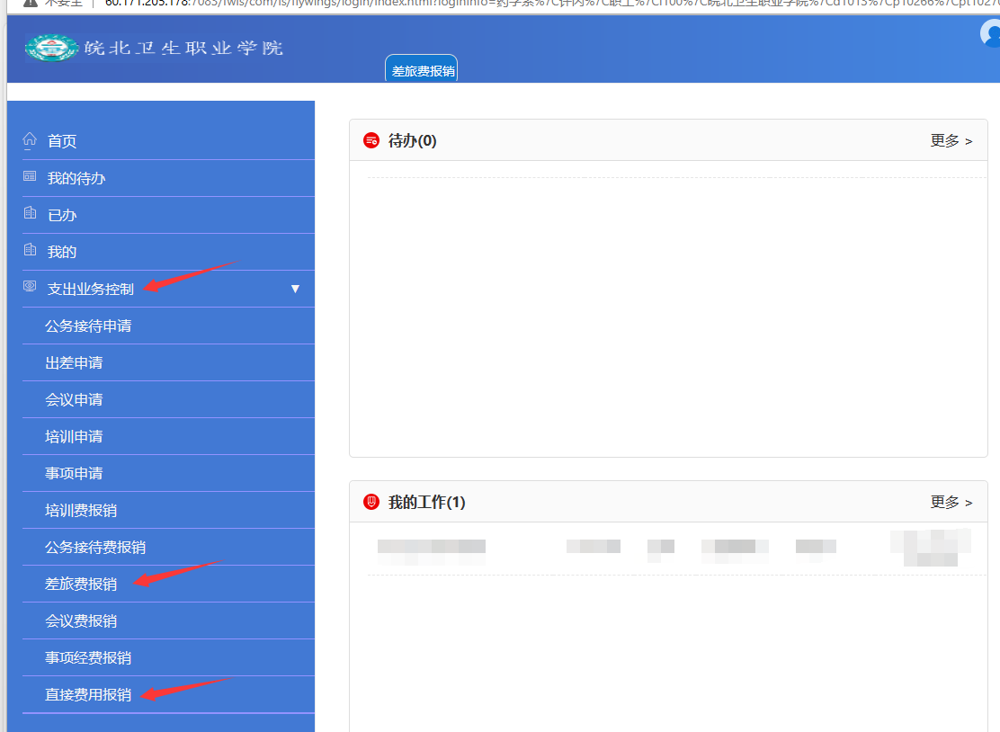 不安全 60.171.205.178:7085/fwls/com/ls/flywings/login/index.html?loginInfo=药学系%7C许丙%7C职工%7Cl100%7C皖北卫生职业学院%7Cd1013%7Cp10266%7Cpt1027
皖北卫生职业学院
差旅费报销
首页
我的待办
已办
我的
支出业务控制 ▼
公务接待申请
出差申请
会议申请
培训申请
事项申请
培训费报销
公务接待费报销
差旅费报销
会议费报销
事项经费报销
直接费用报销
待办(0) 更多 >
我的工作(1) 更多 >